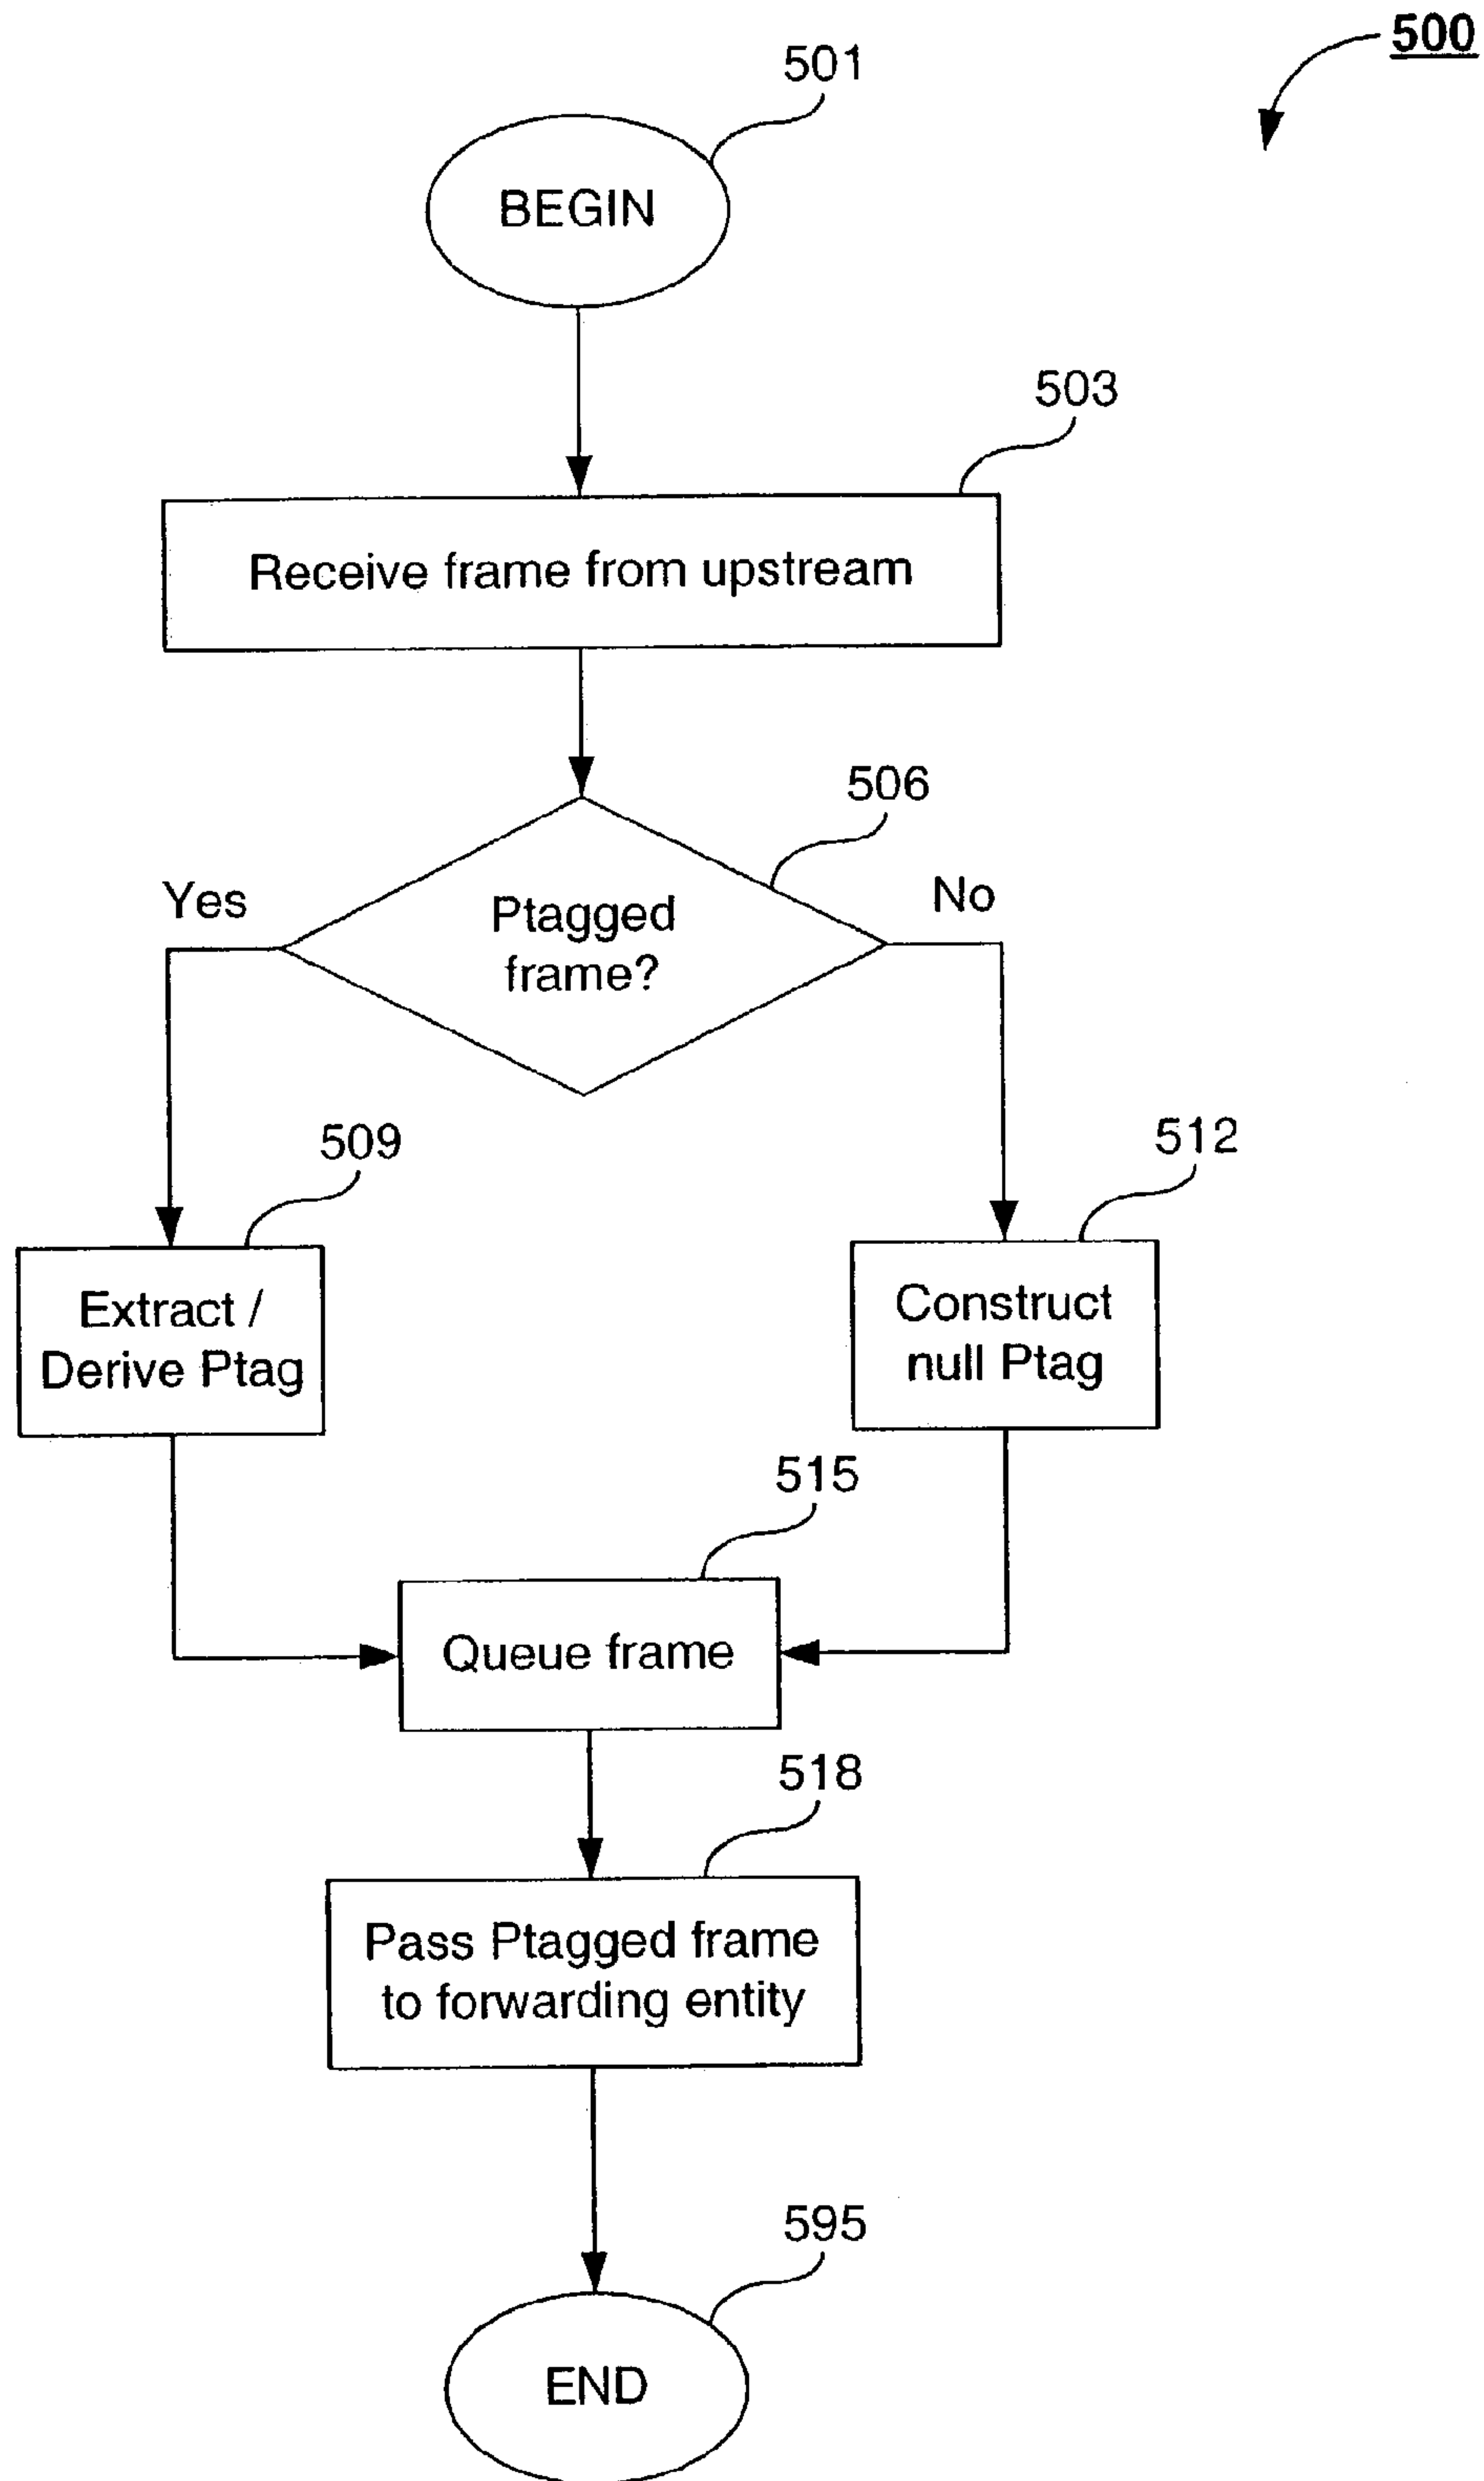 500
501
BEGIN
503
Receive frame from upstream
506
Yes
No
Ptagged
frame?
509
512
Extract /
Derive Ptag
Construct
null Ptag
515
Queue frame
518
Pass Ptagged frame
to forwarding entity
595
END